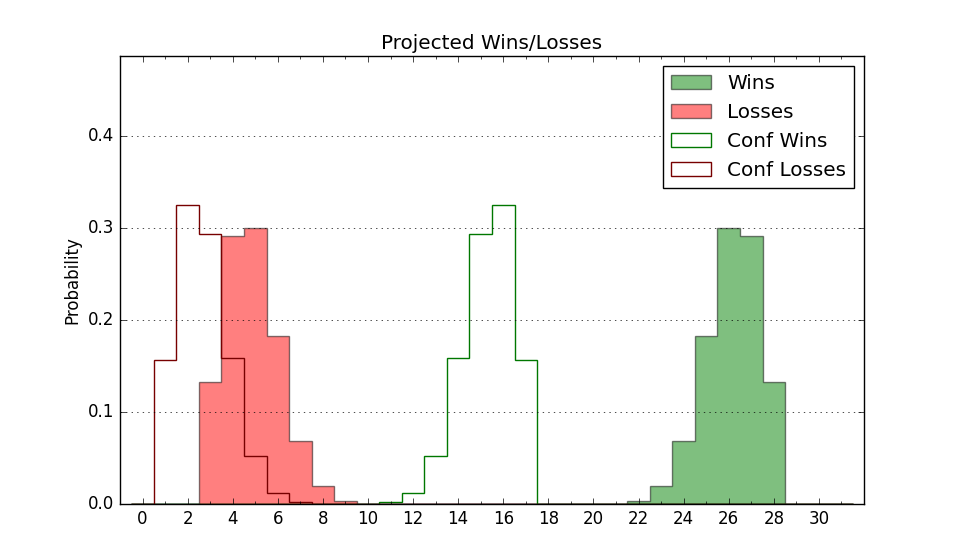 Projected Wins/Losses
Wins
Losses
Conf Wins
Conf Losses
Probability
0.4
0.3
0.2
0.1
0.0
0 2 4 6 8 10 12 14 16 18 20 22 24 26 28 30